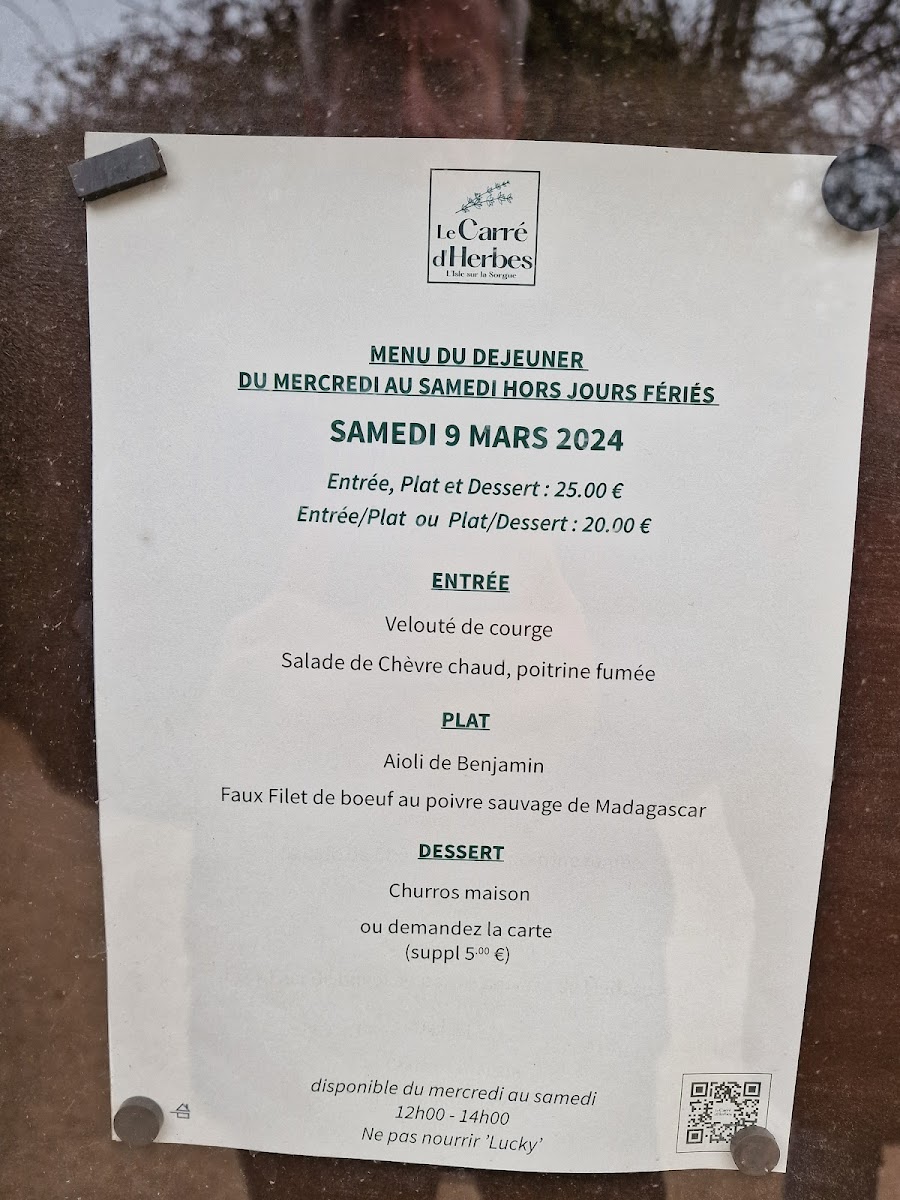 Le Carré
d'Herbes
L'Isle sur la Sorgue
MENU DU DEJEUNER
DU MERCREDI AU SAMEDI HORS JOURS FÉRIÉS
SAMEDI 9 MARS 2024
Entrée, Plat et Dessert : 25.00 €
Entrée/Plat ou Plat/Dessert : 20.00 €
ENTRÉE
Velouté de courge
Salade de Chèvre chaud, poitrine fumée
PLAT
Aioli de Benjamin
Faux Filet de boeuf au poivre sauvage de Madagascar
DESSERT
Churros maison
ou demandez la carte
(suppl 5.00 €)
disponible du mercredi au samedi
12h00 - 14h00
Ne pas nourrir 'Lucky'